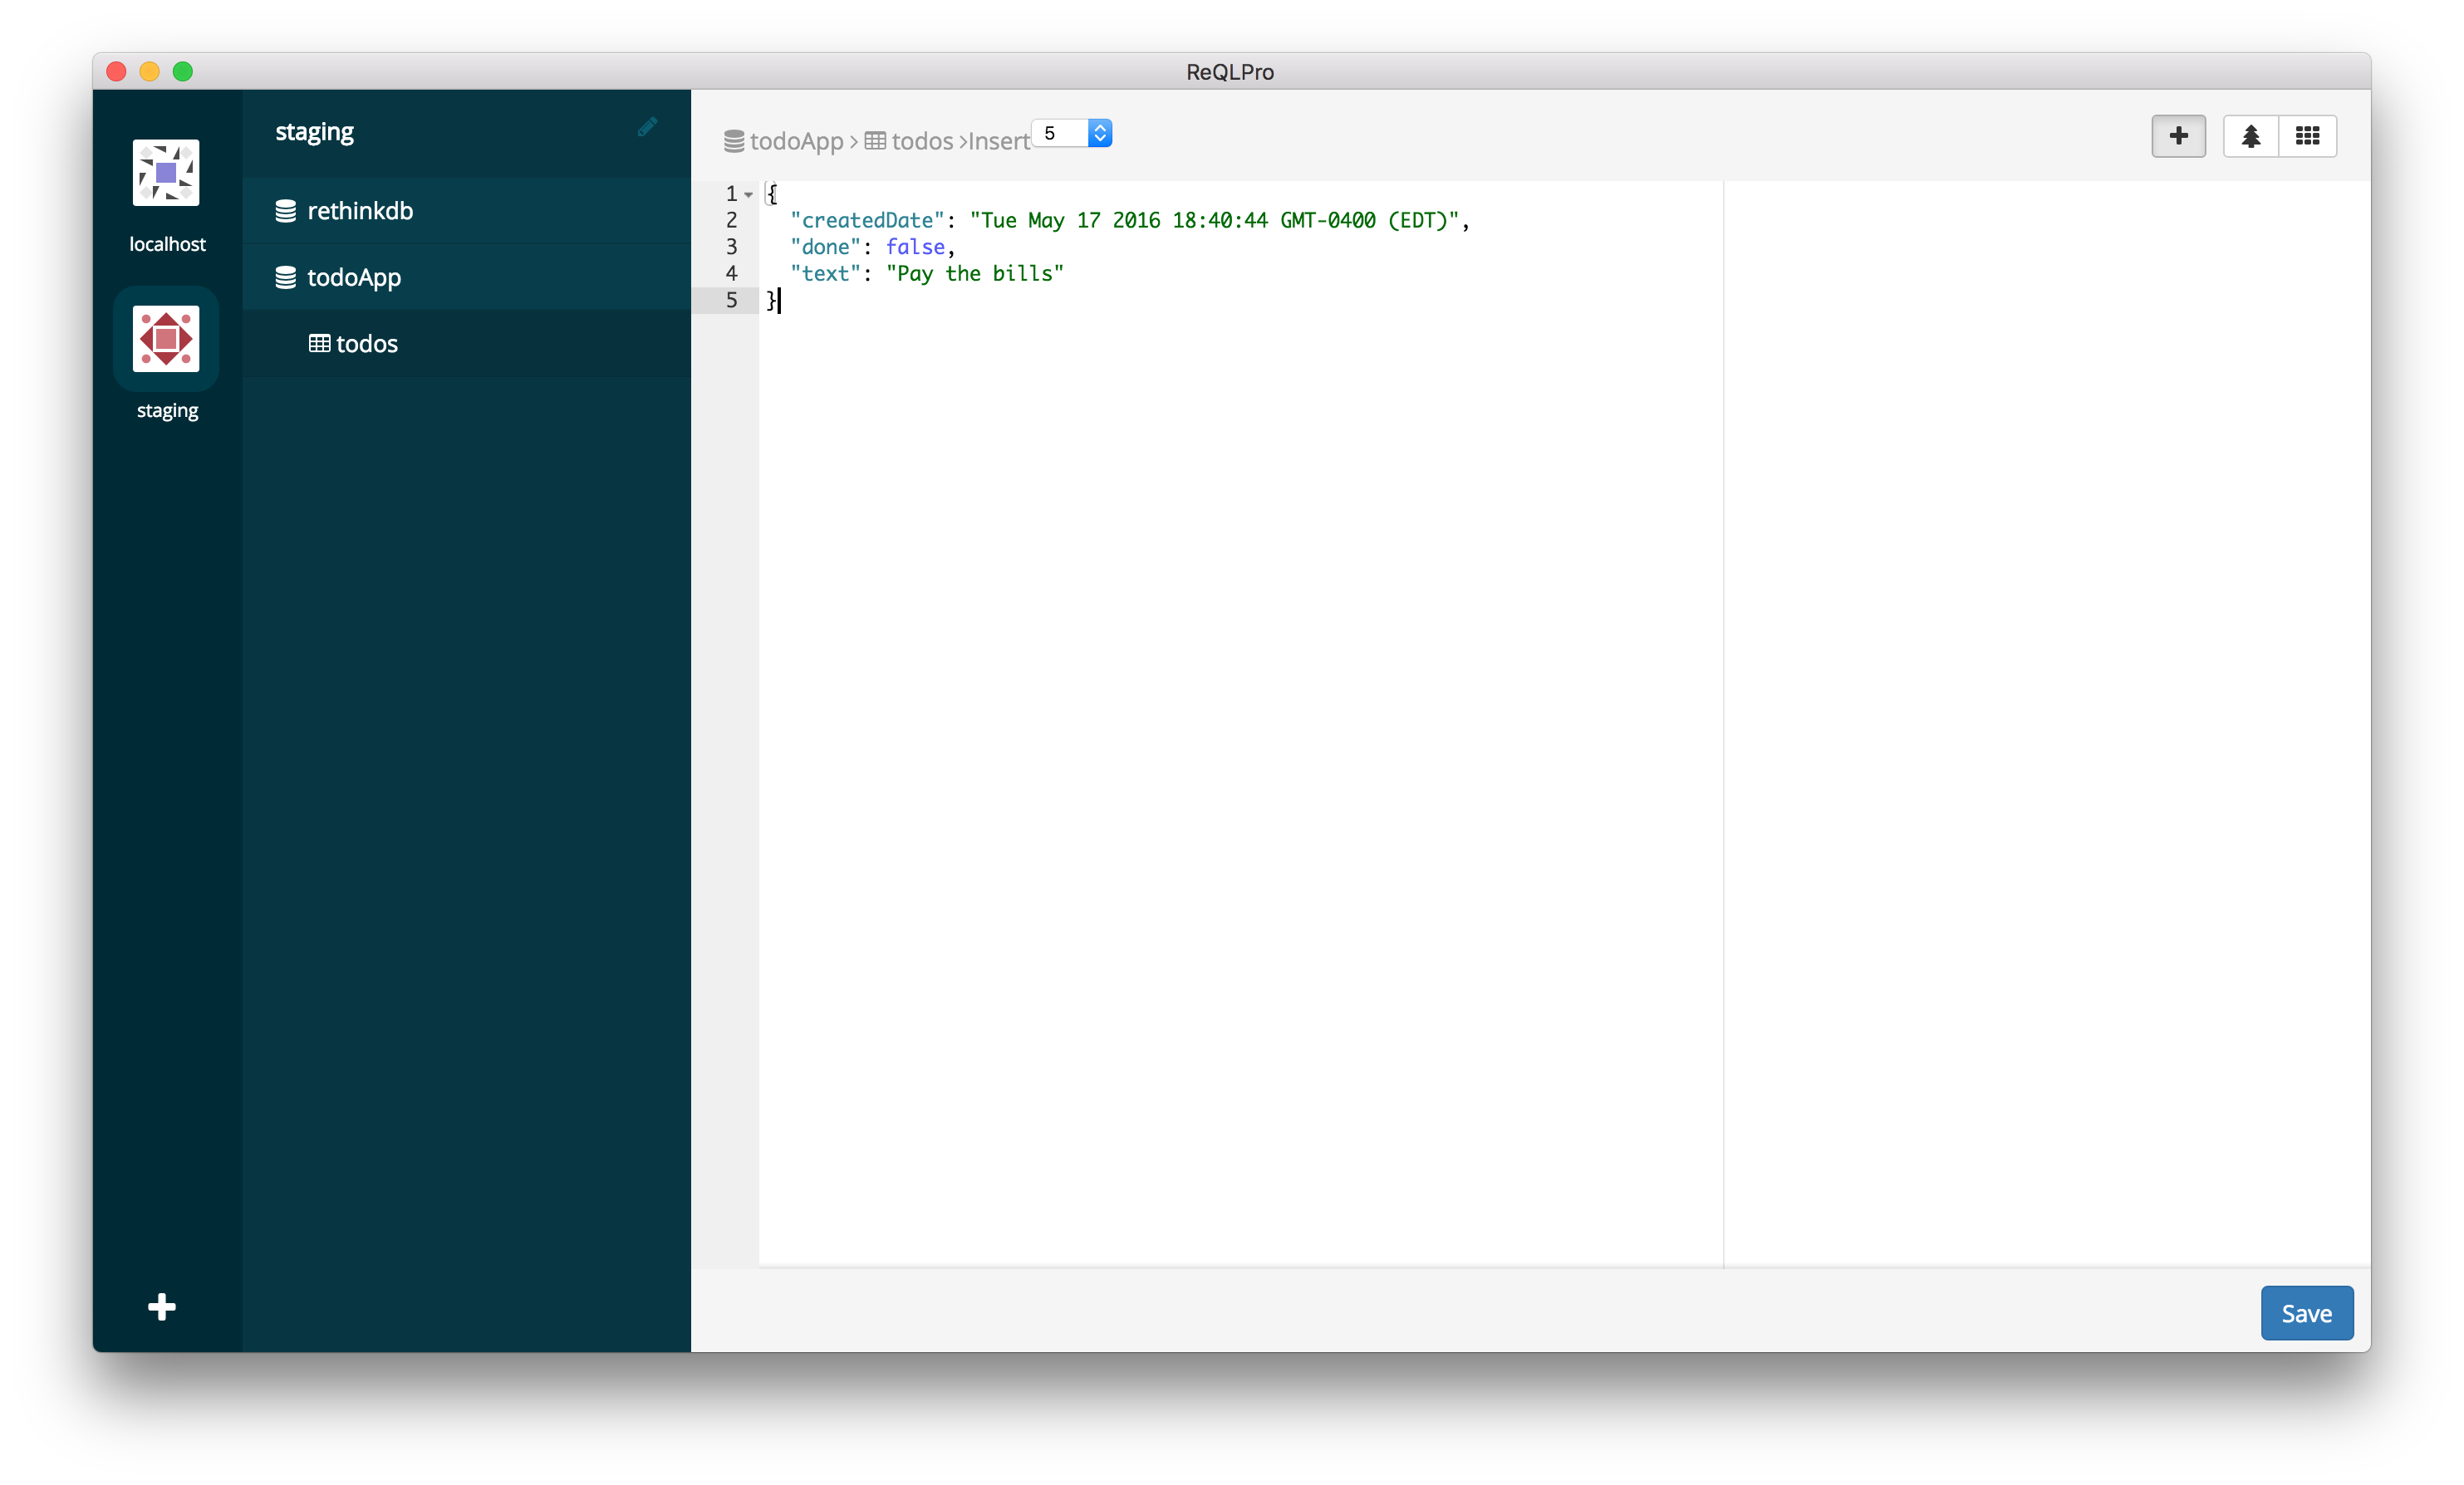 ReQLPro
localhost
staging
staging
rethinkdb
todoApp
todos
todoApp > todos >Insert 5
1 {
2 "createdDate": "Tue May 17 2016 18:40:44 GMT-0400 (EDT)",
3 "done": false,
4 "text": "Pay the bills"
5 }
Save